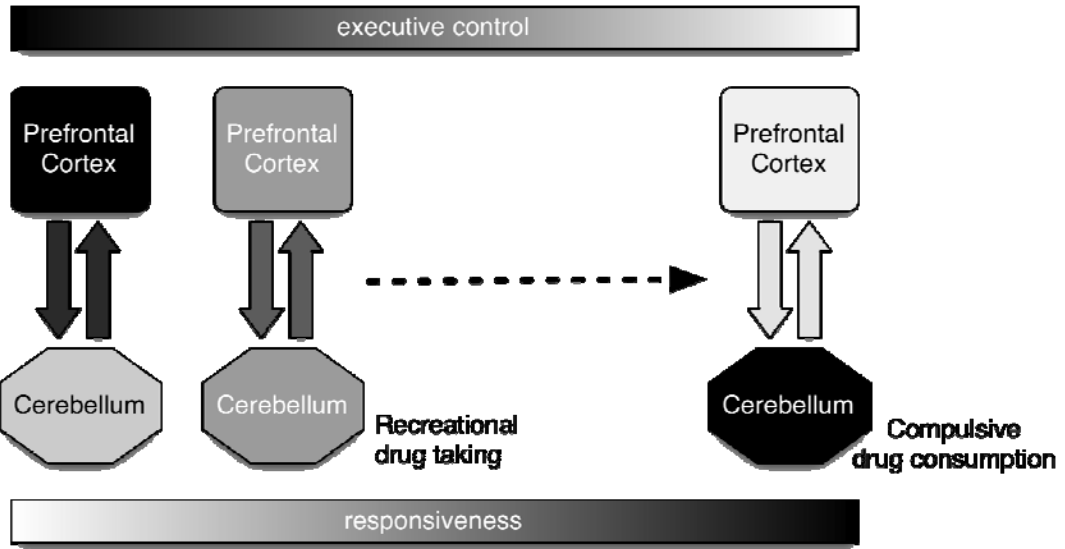 executive control
Prefrontal
Cortex
Prefrontal
Cortex
Prefrontal
Cortex
Cerebellum
Cerebellum
Recreational
drug taking
Cerebellum
Compulsive
drug consumption
responsiveness